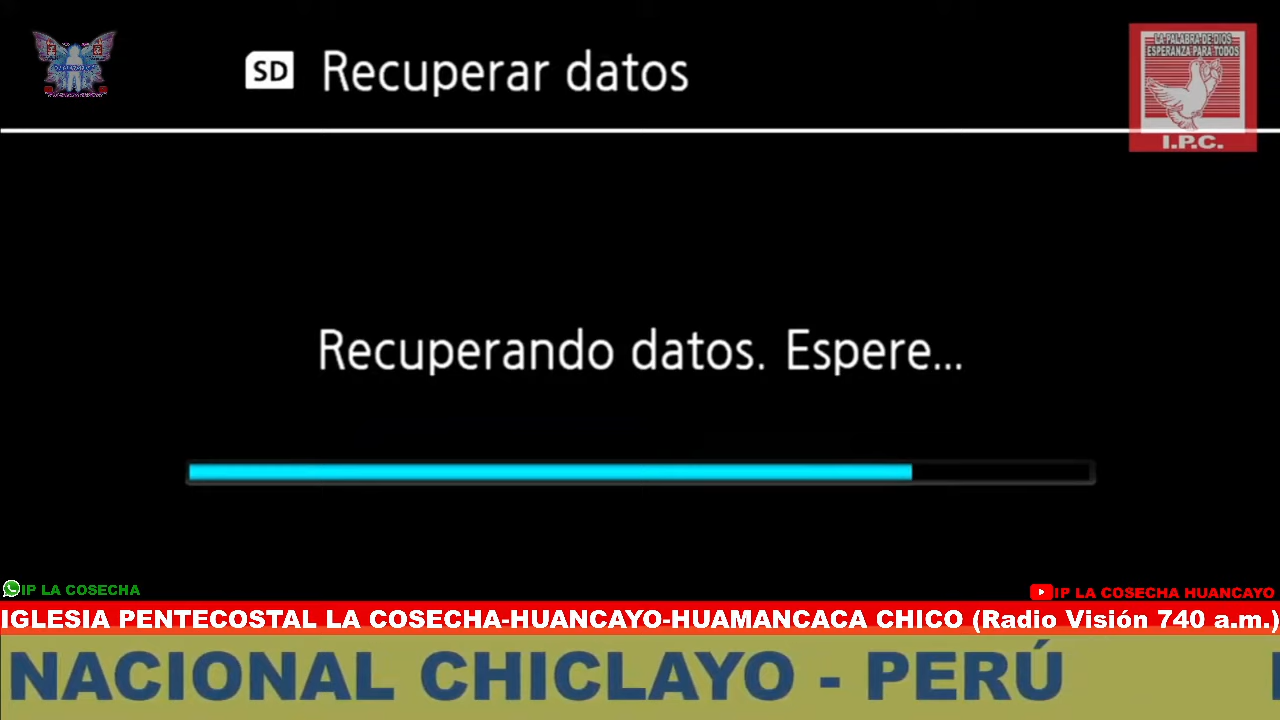 SD Recuperar datos
LA PALABRA DE DIOS
ESPERANZA PARA TODOS
I.P.C.
Recuperando datos. Espere...
IP LA COSECHA
IP LA COSECHA HUANCAYO
IGLESIA PENTECOSTAL LA COSECHA-HUANCAYO-HUAMANCACA CHICO (Radio Visión 740 a.m.)
NACIONAL CHICLAYO - PERÚ